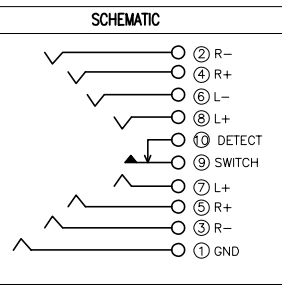 SCHEMATIC
② R−
④ R+
⑥ L−
⑧ L+
⑩ DETECT
⑨ SWITCH
⑦ L+
⑤ R+
③ R−
① GND